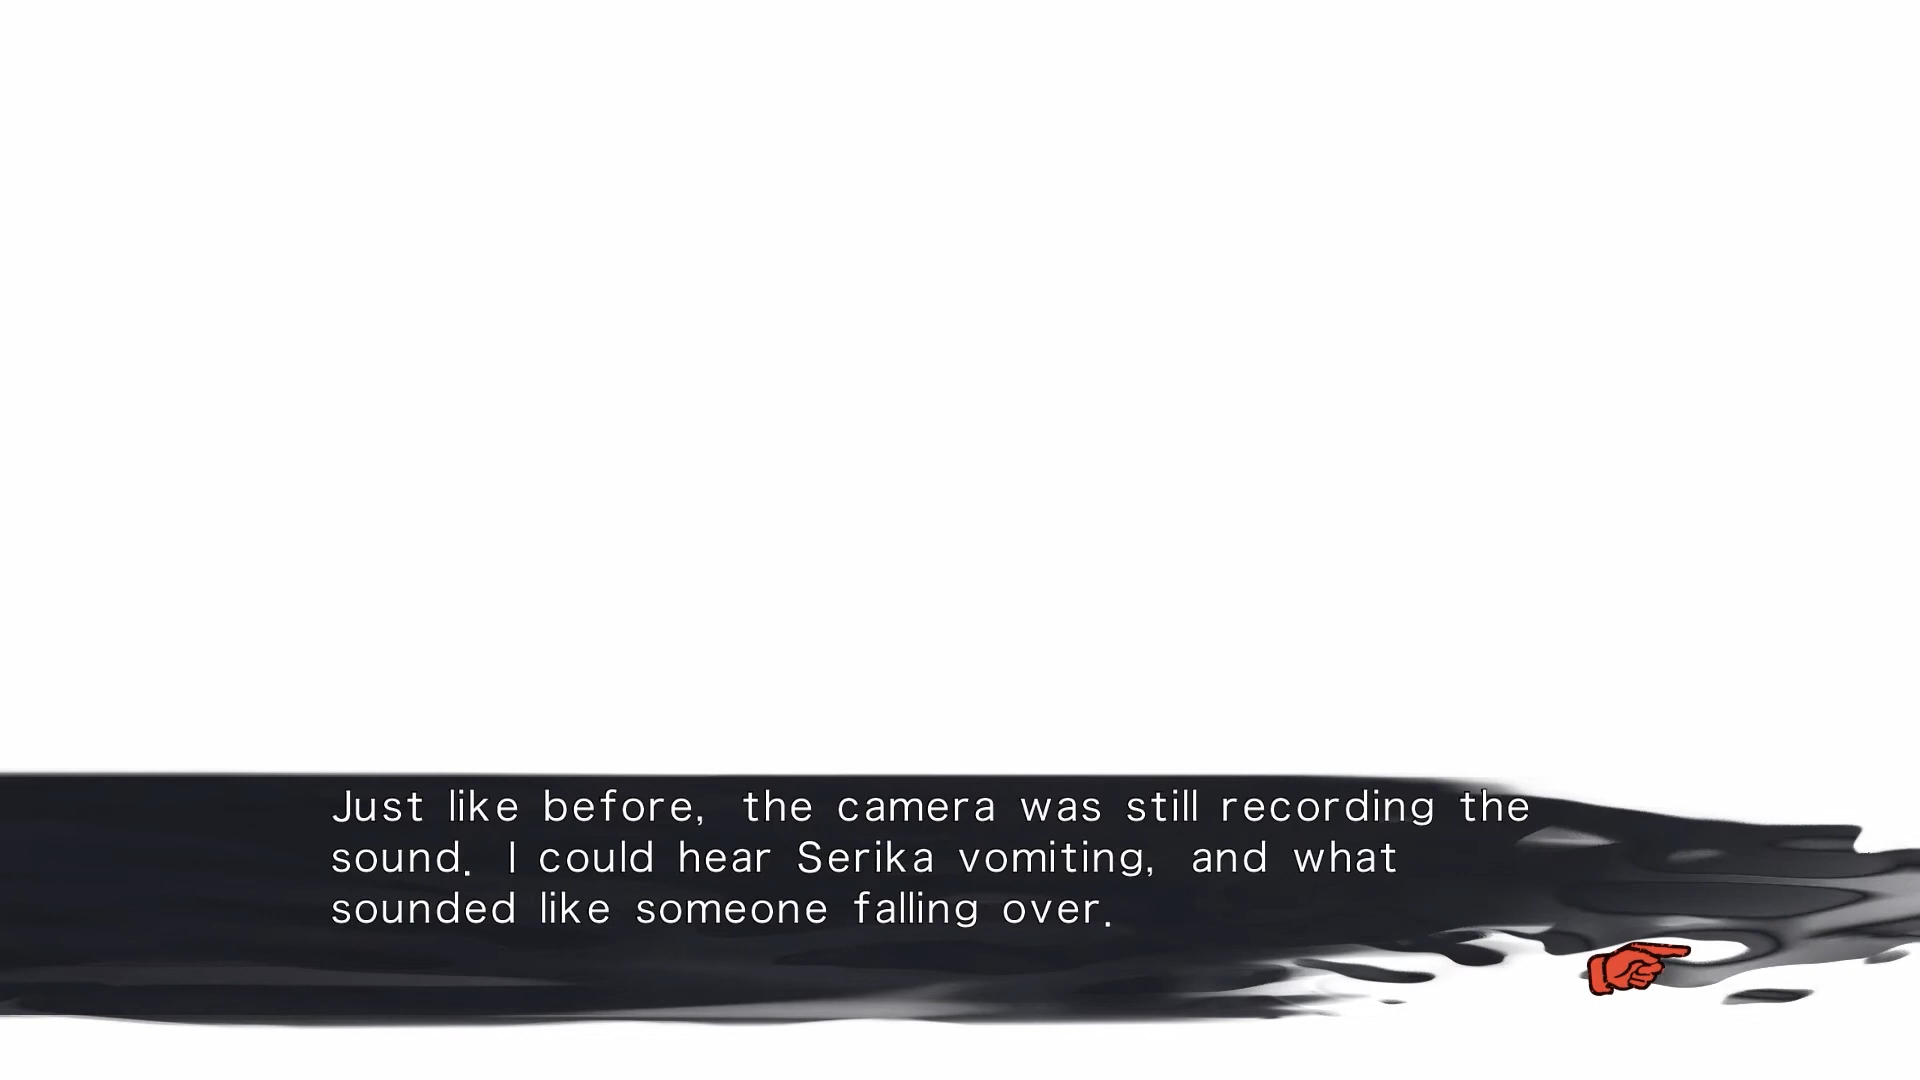 Just like before, the camera was still recording the
sound. I could hear Serika vomiting, and what
sounded like someone falling over.